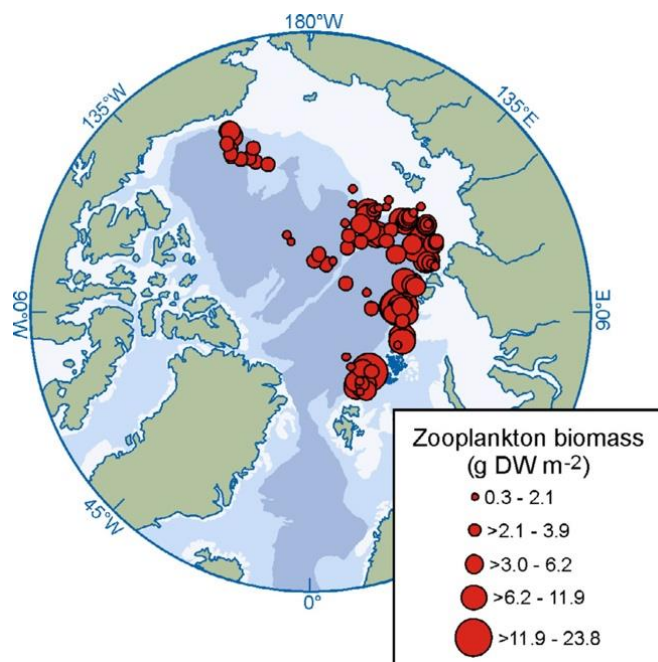 180°W
135°W
135°E
90°W
90°E
45°W
0°
Zooplankton biomass
(g DW m-2)
0.3 - 2.1
>2.1 - 3.9
>3.0 - 6.2
>6.2 - 11.9
>11.9 - 23.8